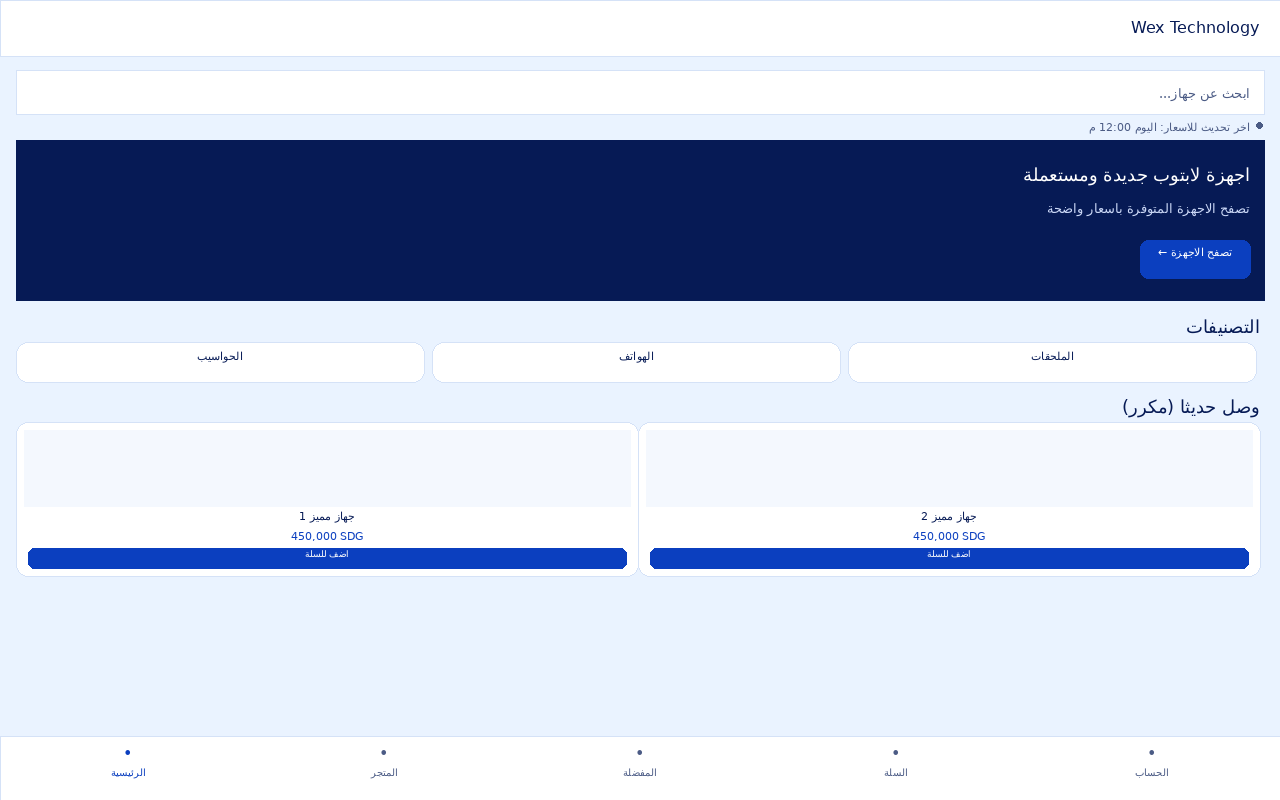 Wex Technology
ابحث عن جهاز...
اخر تحديث للاسعار: اليوم 12:00 م
اجهزة لابتوب جديدة ومستعملة
تصفح الاجهزة المتوفرة باسعار واضحة
تصفح الاجهزة ←
التصنيفات
الملحقات
الهواتف
الحواسيب
وصل حديثا (مكرر)
جهاز مميز 2
450,000 SDG
اضف للسلة
جهاز مميز 1
450,000 SDG
اضف للسلة
الحساب
السلة
المفضلة
المتجر
الرئيسية